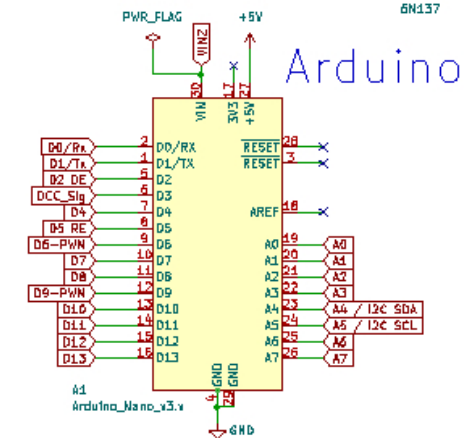 6N137
PWR_FLAG
+5V
VIN2
Arduino
30 17 27
VIN 3V3 +5V
D0/Rx 2 D0/RX RESET 28
D1/Tx 1 D1/TX RESET 3
D2 DE 5 D2
DCC_Sig 6 D3
D4 7 D4 AREF 18
D5 RE 8 D5
D6-PWN 9 D6 A0 19 A0
D7 10 D7 A1 20 A1
D8 11 D8 A2 21 A2
D9-PWN 12 D9 A3 22 A3
D10 13 D10 A4 23 A4 / I2C SDA
D11 14 D11 A5 24 A5 / I2C SCL
D12 15 D12 A6 25 A6
D13 16 D13 A7 26 A7
GND GND
4 29
A1
Arduino_Nano_v3.x
GND